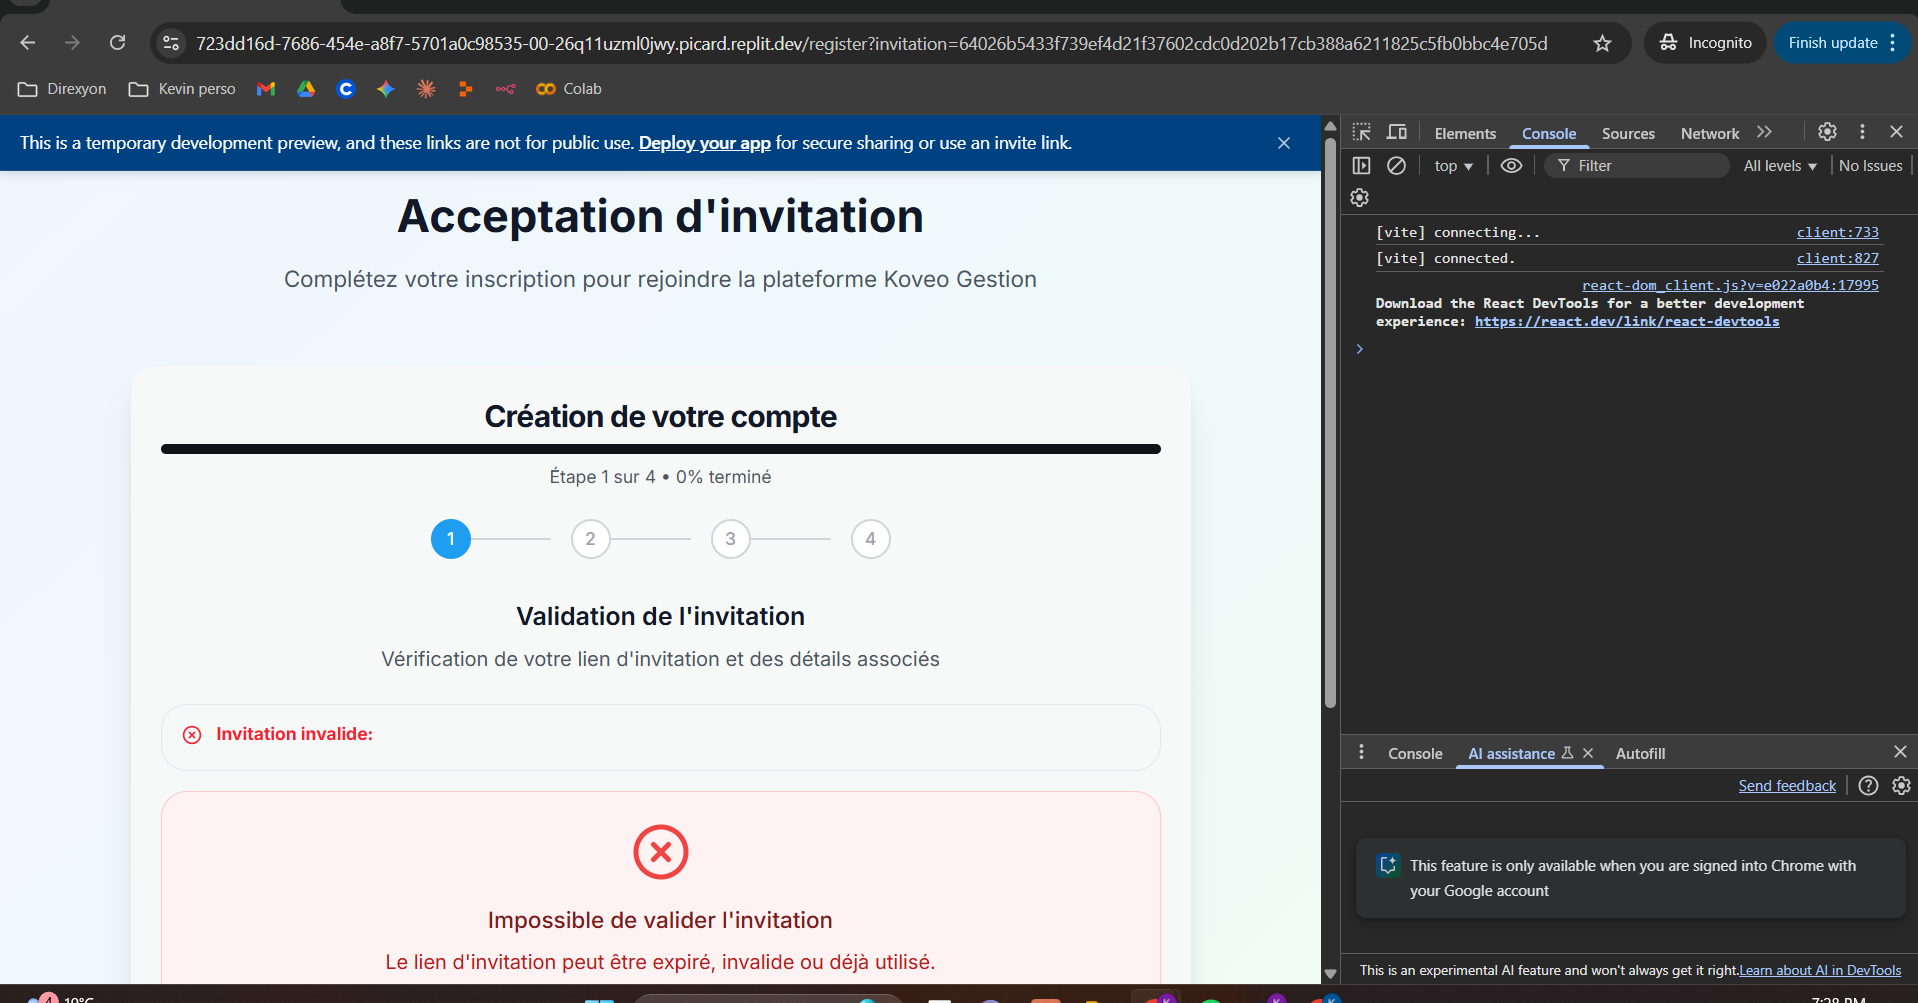 723dd16d-7686-454e-a8f7-5701a0c98535-00-26q11uzml0jwy.picard.replit.dev/register?invitation=64026b5433f739ef4d21f37602cdc0d202b17cb388a6211825c5fb0bbc4e705d
Incognito
Finish update
Direxyon
Kevin perso
Colab
This is a temporary development preview, and these links are not for public use. Deploy your app for secure sharing or use an invite link.
Acceptation d'invitation
Complétez votre inscription pour rejoindre la plateforme Koveo Gestion
Création de votre compte
Étape 1 sur 4 • 0% terminé
1 2 3 4
Validation de l'invitation
Vérification de votre lien d'invitation et des détails associés
Invitation invalide:
Impossible de valider l'invitation
Le lien d'invitation peut être expiré, invalide ou déjà utilisé.
Elements Console Sources Network
top Filter All levels No Issues
[vite] connecting... client:733
[vite] connected. client:827
react-dom_client.js?v=e022a0b4:17995
Download the React DevTools for a better development
experience: https://react.dev/link/react-devtools
Console AI assistance Autofill
Send feedback
This feature is only available when you are signed into Chrome with
your Google account
This is an experimental AI feature and won't always get it right. Learn about AI in DevTools